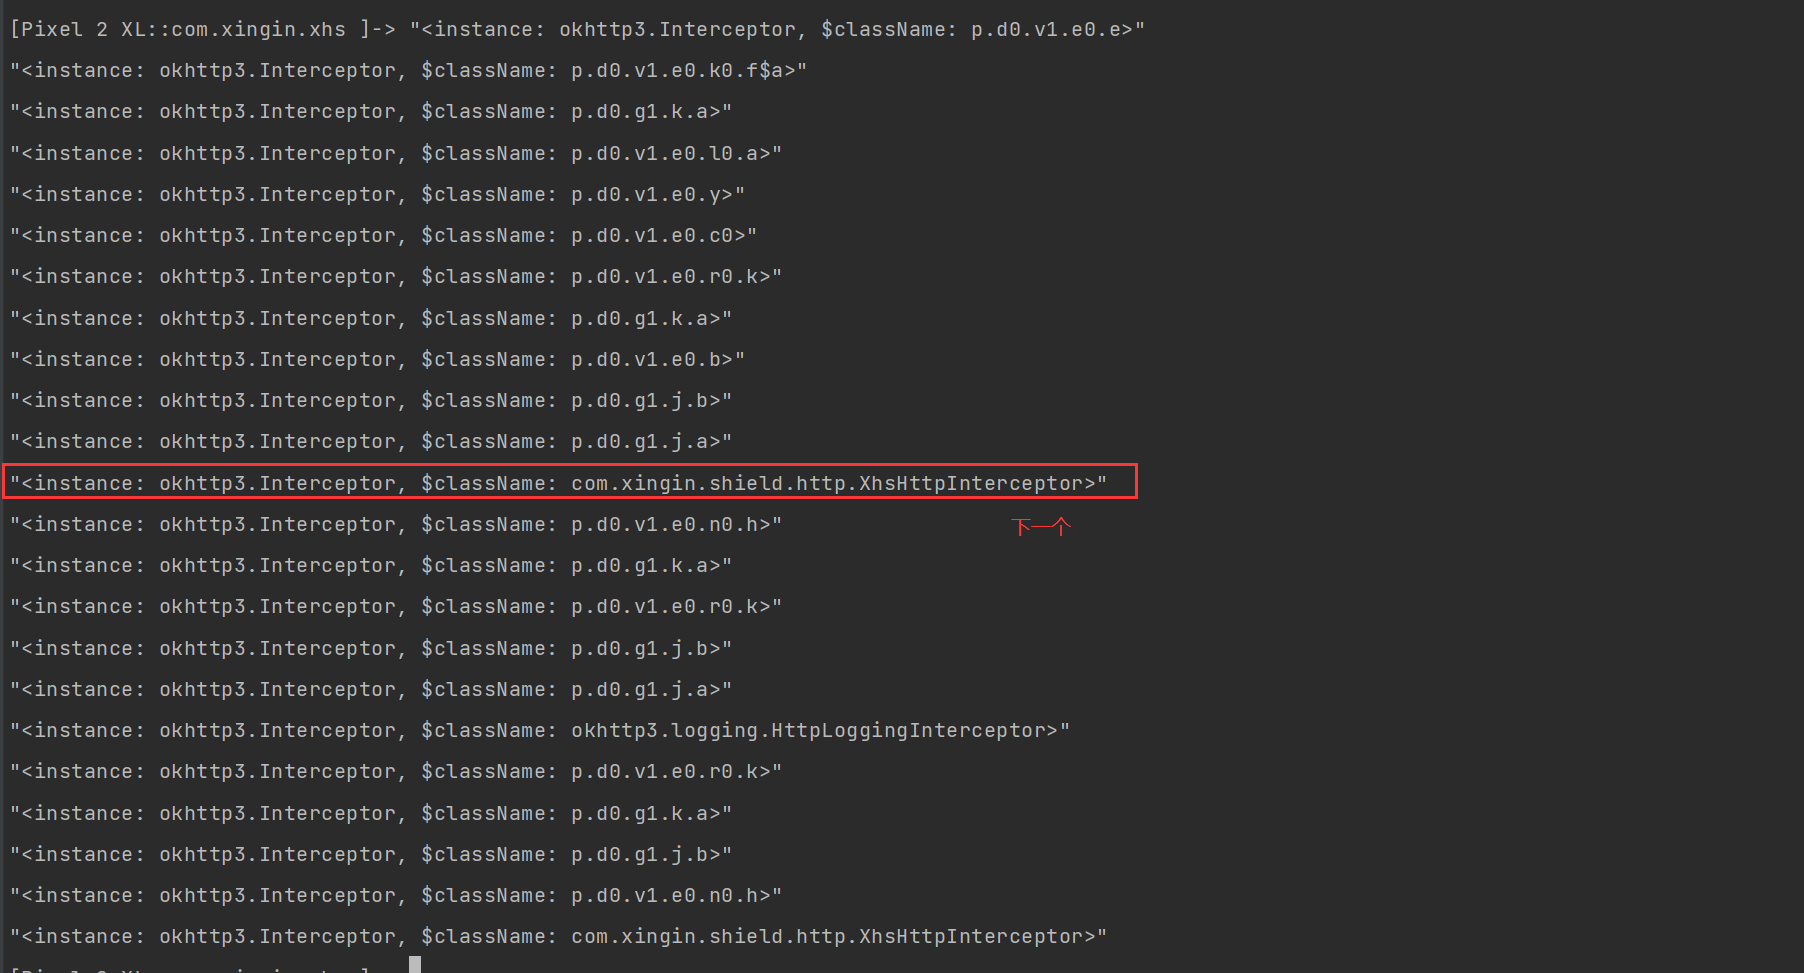 [Pixel 2 XL::com.xingin.xhs ]-> "<instance: okhttp3.Interceptor, $className: p.d0.v1.e0.e>"
"<instance: okhttp3.Interceptor, $className: p.d0.v1.e0.k0.f$a>"
"<instance: okhttp3.Interceptor, $className: p.d0.g1.k.a>"
"<instance: okhttp3.Interceptor, $className: p.d0.v1.e0.l0.a>"
"<instance: okhttp3.Interceptor, $className: p.d0.v1.e0.y>"
"<instance: okhttp3.Interceptor, $className: p.d0.v1.e0.c0>"
"<instance: okhttp3.Interceptor, $className: p.d0.v1.e0.r0.k>"
"<instance: okhttp3.Interceptor, $className: p.d0.g1.k.a>"
"<instance: okhttp3.Interceptor, $className: p.d0.v1.e0.b>"
"<instance: okhttp3.Interceptor, $className: p.d0.g1.j.b>"
"<instance: okhttp3.Interceptor, $className: p.d0.g1.j.a>"
"<instance: okhttp3.Interceptor, $className: com.xingin.shield.http.XhsHttpInterceptor>"
"<instance: okhttp3.Interceptor, $className: p.d0.v1.e0.n0.h>"
下一个
"<instance: okhttp3.Interceptor, $className: p.d0.g1.k.a>"
"<instance: okhttp3.Interceptor, $className: p.d0.v1.e0.r0.k>"
"<instance: okhttp3.Interceptor, $className: p.d0.g1.j.b>"
"<instance: okhttp3.Interceptor, $className: p.d0.g1.j.a>"
"<instance: okhttp3.Interceptor, $className: okhttp3.logging.HttpLoggingInterceptor>"
"<instance: okhttp3.Interceptor, $className: p.d0.v1.e0.r0.k>"
"<instance: okhttp3.Interceptor, $className: p.d0.g1.k.a>"
"<instance: okhttp3.Interceptor, $className: p.d0.g1.j.b>"
"<instance: okhttp3.Interceptor, $className: p.d0.v1.e0.n0.h>"
"<instance: okhttp3.Interceptor, $className: com.xingin.shield.http.XhsHttpInterceptor>"